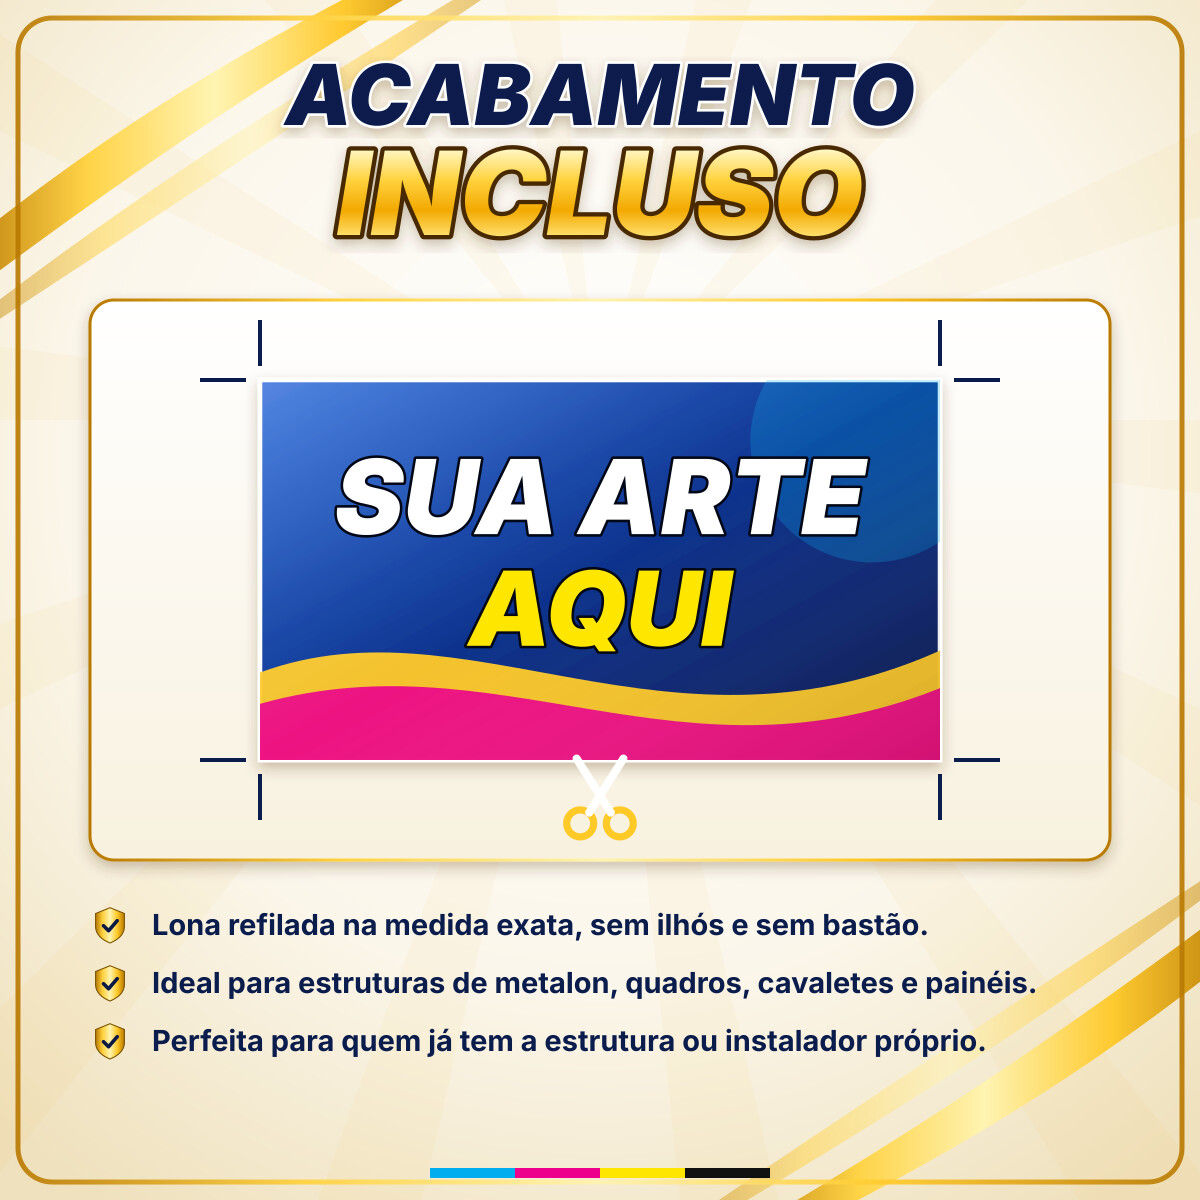 ACABAMENTO
INCLUSO
SUA ARTE
AQUI
Lona refilada na medida exata, sem ilhós e sem bastão.
Ideal para estruturas de metalon, quadros, cavaletes e painéis.
Perfeita para quem já tem a estrutura ou instalador próprio.